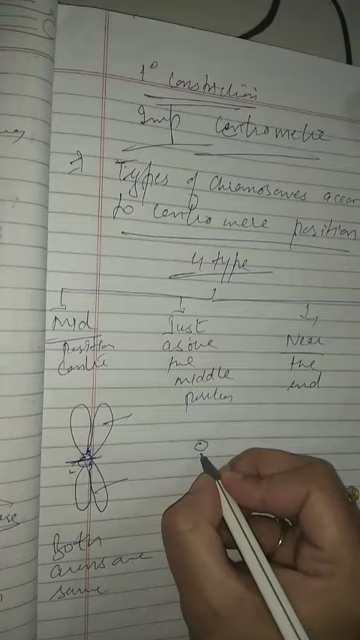 1° constriction
Imp Centromere
Types of chromosomes accor
to centromere position
4 type
Mid
position
centre
Just
above
the
middle
position
Near
the
end
Both
arms are
same